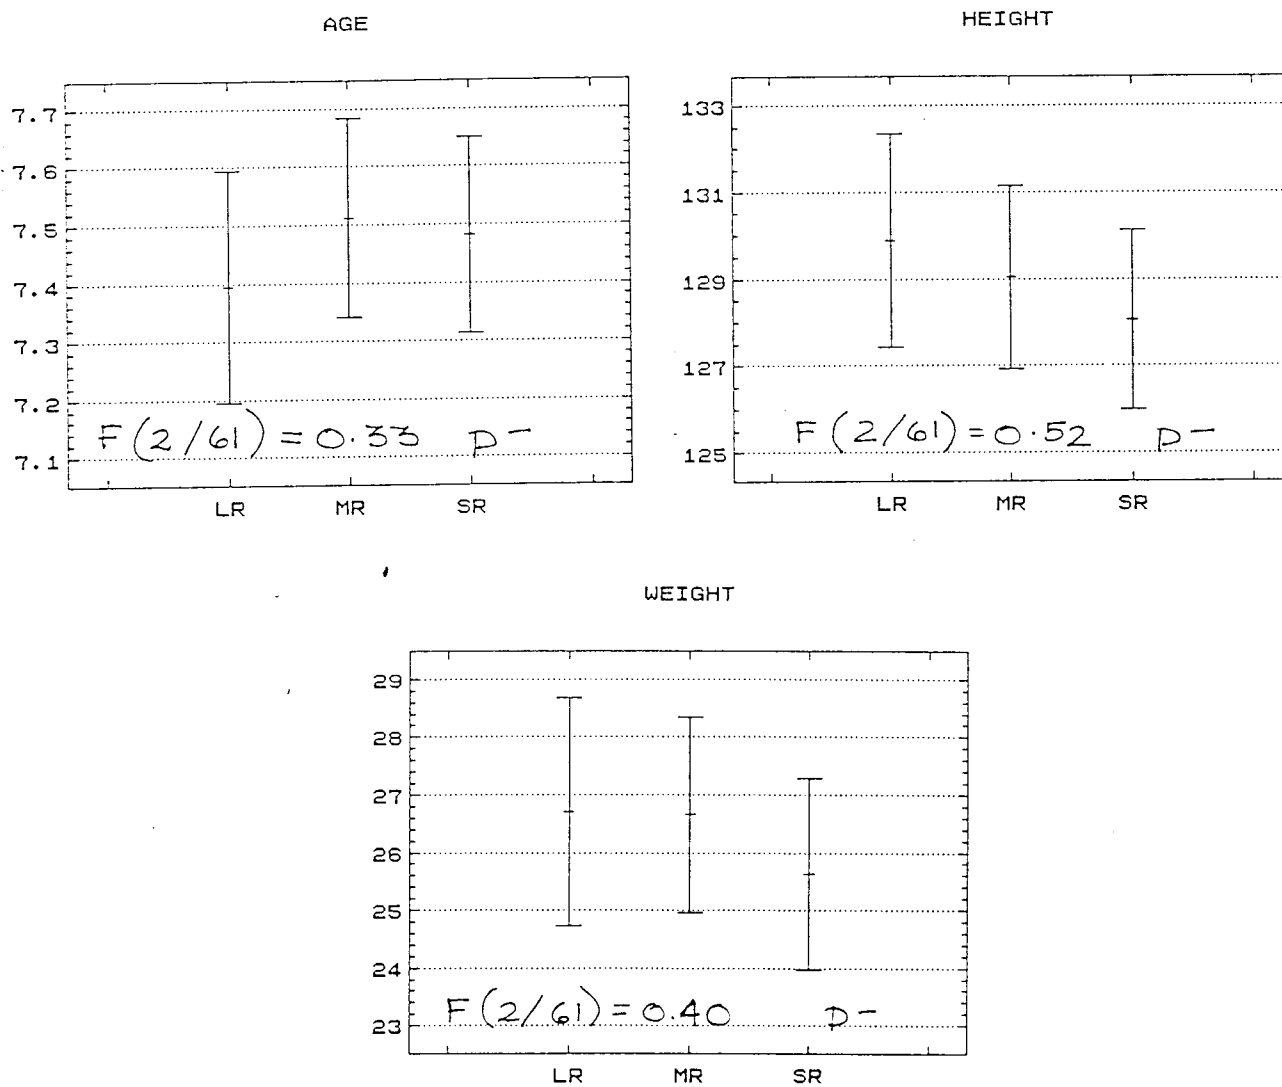 AGE
7.7
7.6
7.5
7.4
7.3
7.2
7.1
F(2/61) = 0.33 p-
LR MR SR
HEIGHT
133
131
129
127
125
F(2/61) = 0.52 p-
LR MR SR
WEIGHT
29
28
27
26
25
24
23
F(2/61) = 0.40 p-
LR MR SR